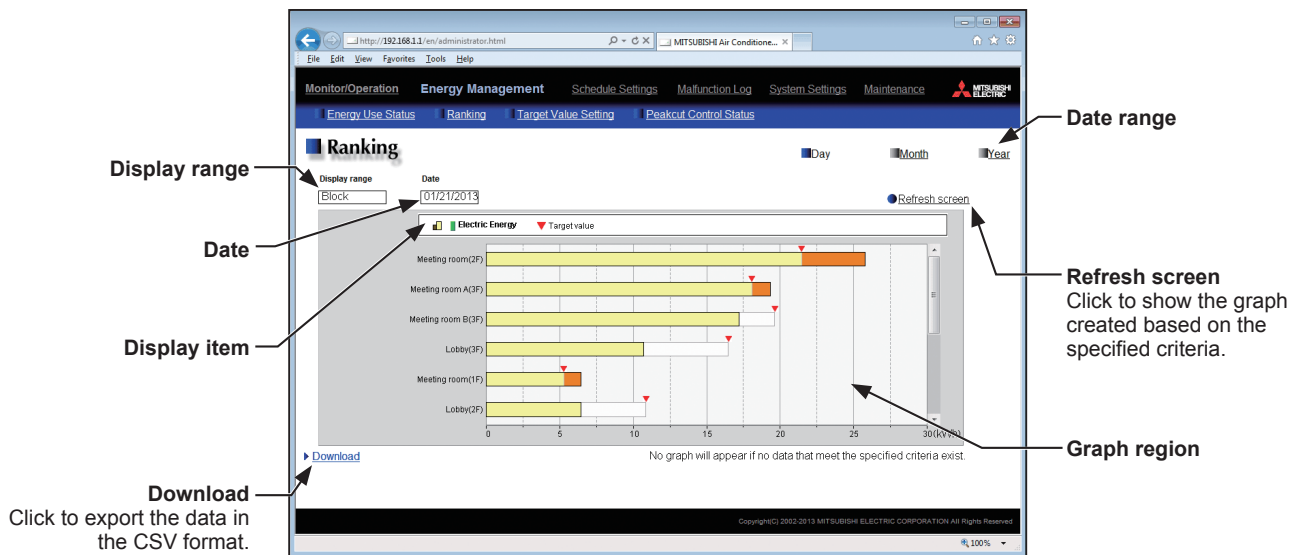 http://192.168.1.1/en/administrator.html
MITSUBISHI Air Conditione...
File Edit View Favorites Tools Help
Monitor/Operation Energy Management Schedule Settings Malfunction Log System Settings Maintenance MITSUBISHI ELECTRIC
Energy Use Status Ranking Target Value Setting Peakcut Control Status
Date range
Ranking
Day Month Year
Display range
Display range Date
Block 01/21/2013
Refresh screen
Electric Energy Target value
Date
Meeting room(2F)
Meeting room A(3F)
Meeting room B(3F)
Lobby(3F)
Meeting room(1F)
Lobby(2F)
0 5 10 15 20 25 30(kWh)
Refresh screen
Click to show the graph
created based on the
specified criteria.
Display item
Graph region
Download
No graph will appear if no data that meet the specified criteria exist.
Download
Click to export the data in
the CSV format.
Copyright(C) 2002-2013 MITSUBISHI ELECTRIC CORPORATION All Rights Reserved
100%